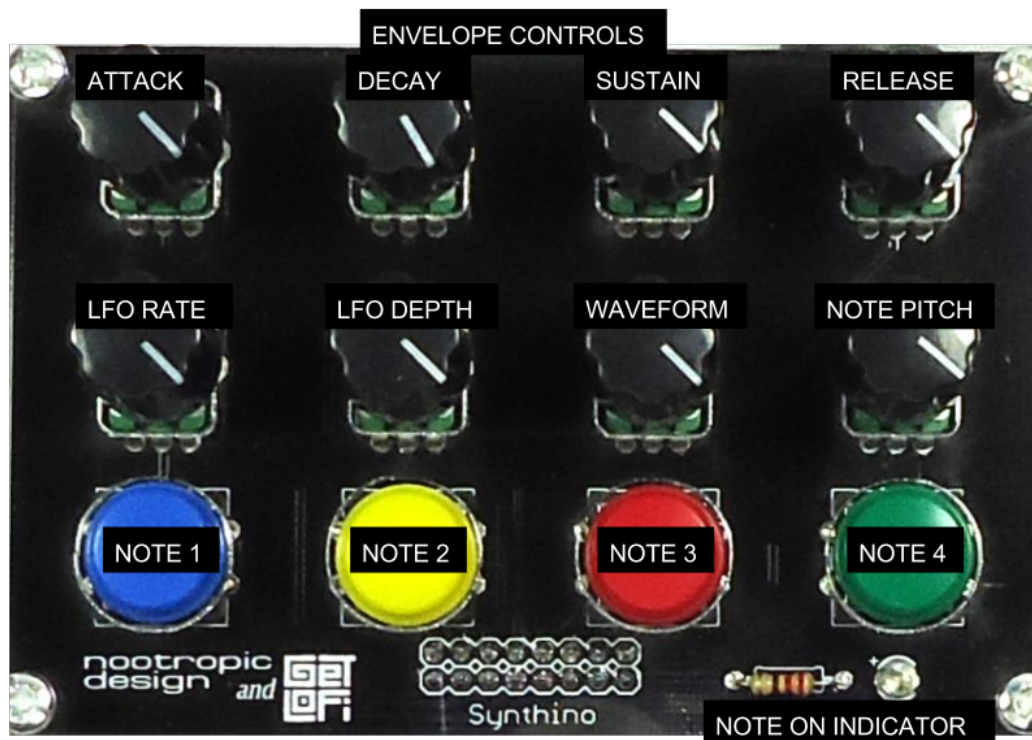 ENVELOPE CONTROLS
ATTACK
DECAY
SUSTAIN
RELEASE
LFO RATE
LFO DEPTH
WAVEFORM
NOTE PITCH
NOTE 1
NOTE 2
NOTE 3
NOTE 4
nootropic
design and
GeT
LOFi
Synthino
+
NOTE ON INDICATOR